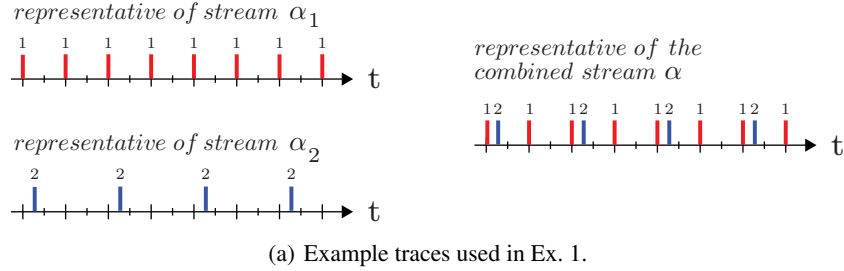 representative of stream α1
1 1 1 1 1 1 1 1
t
representative of stream α2
2 2 2 2
t
representative of the
combined stream α
1 2 1 1 2 1 1 2 1 1 2 1
t
(a) Example traces used in Ex. 1.